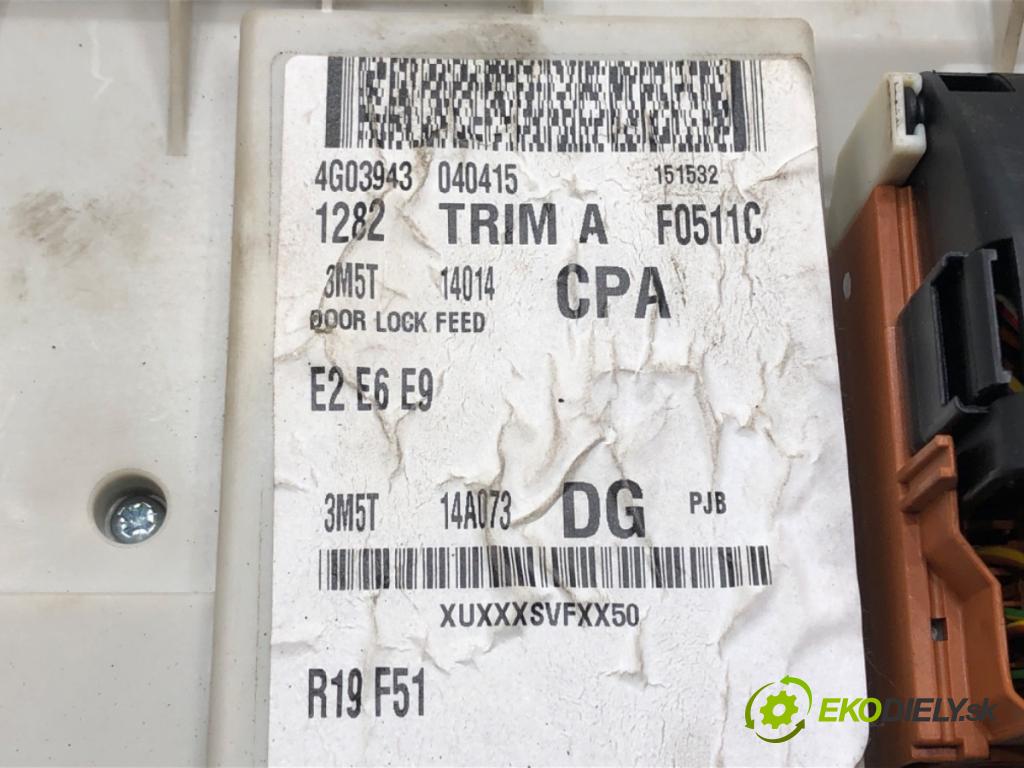 4G03943 040415 151532
1282 TRIM A F0511C
3M5T 14014 CPA
DOOR LOCK FEED
E2 E6 E9
3M5T 14A073 DG PJB
XUXXXSVFXX50
R19 F51
EKODIELY.sk